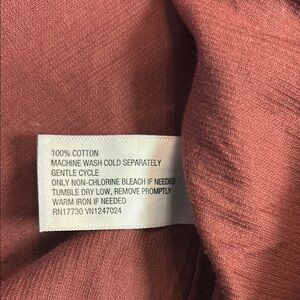 100% COTTON
MACHINE WASH COLD SEPARATELY
GENTLE CYCLE
ONLY NON-CHLORINE BLEACH IF NEEDED
TUMBLE DRY LOW, REMOVE PROMPTLY
WARM IRON IF NEEDED
RN17730 VN1247024